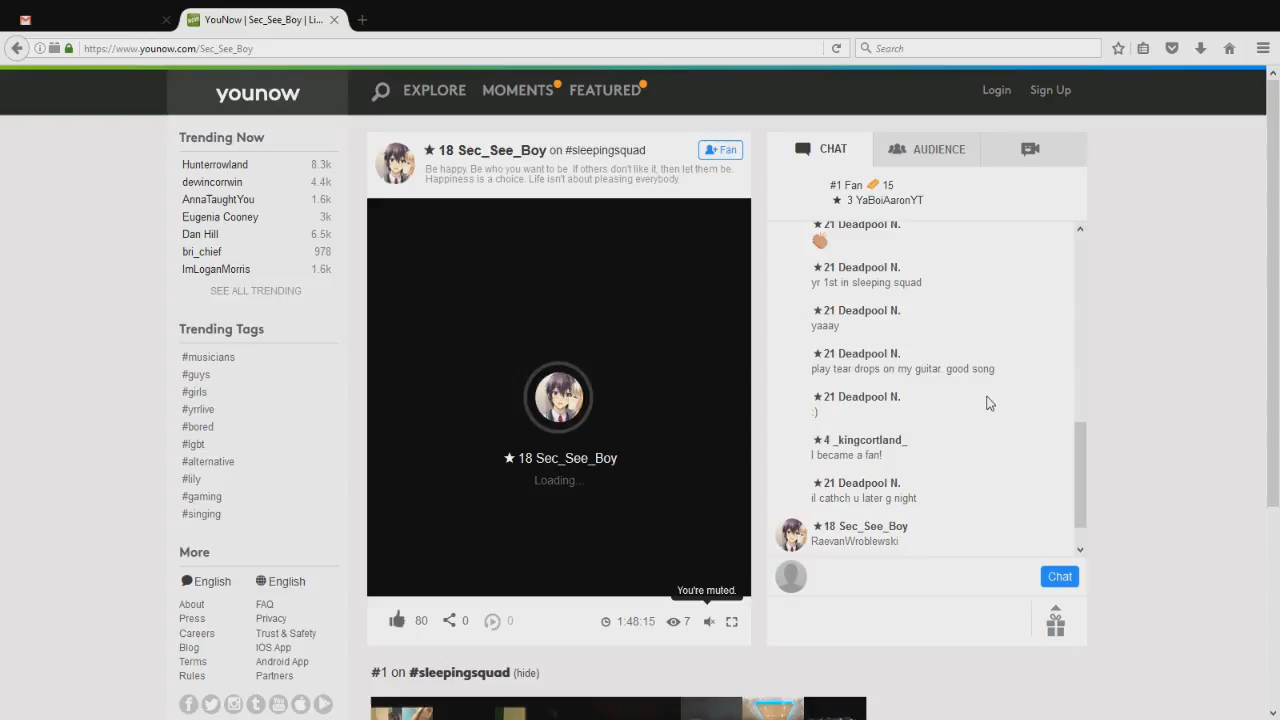 YouNow | Sec_See_Boy | Li...
https://www.younow.com/Sec_See_Boy
Search
younow
EXPLORE
MOMENTS
FEATURED
Login
Sign Up
Trending Now
Hunterrowland 8.3k
dewincorrwin 4.4k
AnnaTaughtYou 1.6k
Eugenia Cooney 3k
Dan Hill 6.5k
bri_chief 978
ImLoganMorris 1.6k
SEE ALL TRENDING
Trending Tags
#musicians
#guys
#girls
#yrrlive
#bored
#lgbt
#alternative
#lily
#gaming
#singing
More
English English
About FAQ
Press Privacy
Careers Trust & Safety
Blog IOS App
Terms Android App
Rules Partners
★ 18 Sec_See_Boy on #sleepingsquad
Fan
Be happy. Be who you want to be. If others don't like it, then let them be.
Happiness is a choice. Life isn't about pleasing everybody.
★ 18 Sec_See_Boy
Loading...
You're muted.
80
0
0
1:48:15
7
#1 on #sleepingsquad (hide)
CHAT
AUDIENCE
#1 Fan 15
★ 3 YaBoiAaronYT
★21 Deadpool N.
★21 Deadpool N.
yr 1st in sleeping squad
★21 Deadpool N.
yaaay
★21 Deadpool N.
play tear drops on my guitar. good song
★21 Deadpool N.
:)
★4 _kingcortland_
I became a fan!
★21 Deadpool N.
il cathch u later g night
★18 Sec_See_Boy
RaevanWroblewski
Chat